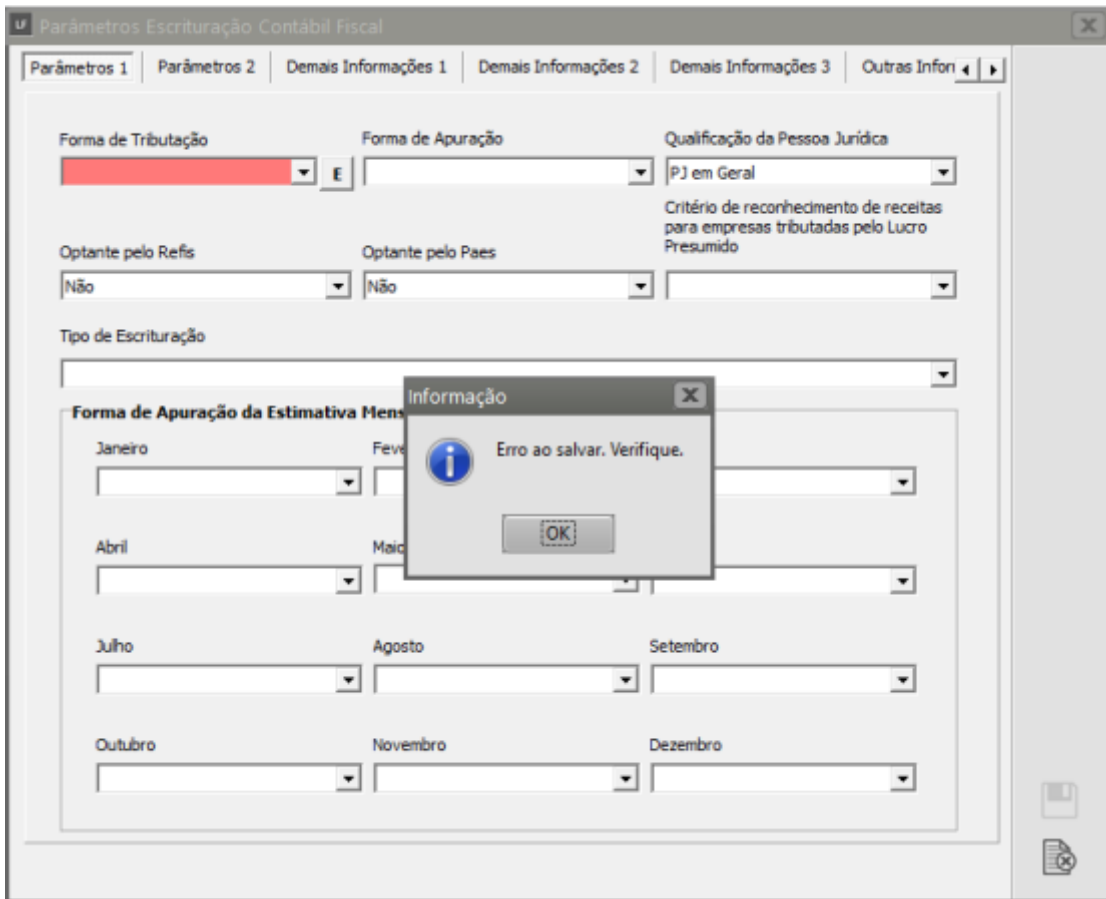 LF Parâmetros Escrituração Contábil Fiscal
Parâmetros 1 Parâmetros 2 Demais Informações 1 Demais Informações 2 Demais Informações 3 Outras Infor
Forma de Tributação Forma de Apuração Qualificação da Pessoa Jurídica
E PJ em Geral
Critério de reconhecimento de receitas
para empresas tributadas pelo Lucro
Presumido
Optante pelo Refis Optante pelo Paes
Não Não
Tipo de Escrituração
Informação
Forma de Apuração da Estimativa Mens
Janeiro Feve
Erro ao salvar. Verifique.
OK
Abril Maio
Julho Agosto Setembro
Outubro Novembro Dezembro